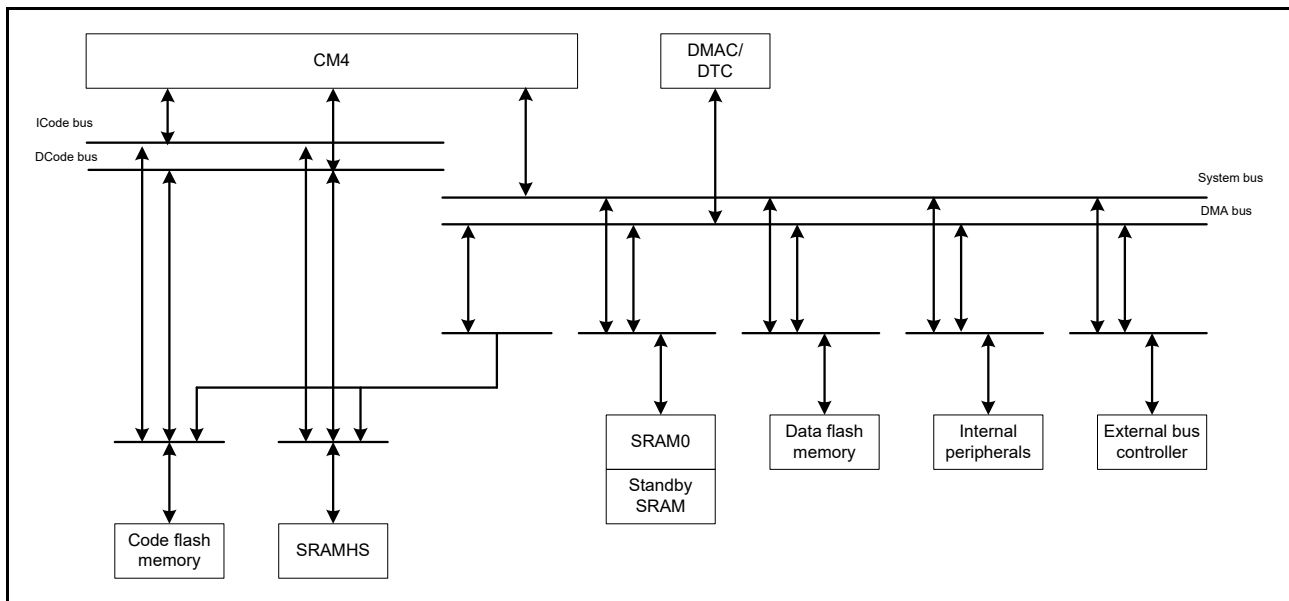 CM4
DMAC/
DTC
ICode bus
DCode bus
System bus
DMA bus
SRAM0
Standby
SRAM
Data flash
memory
Internal
peripherals
External bus
controller
Code flash
memory
SRAMHS